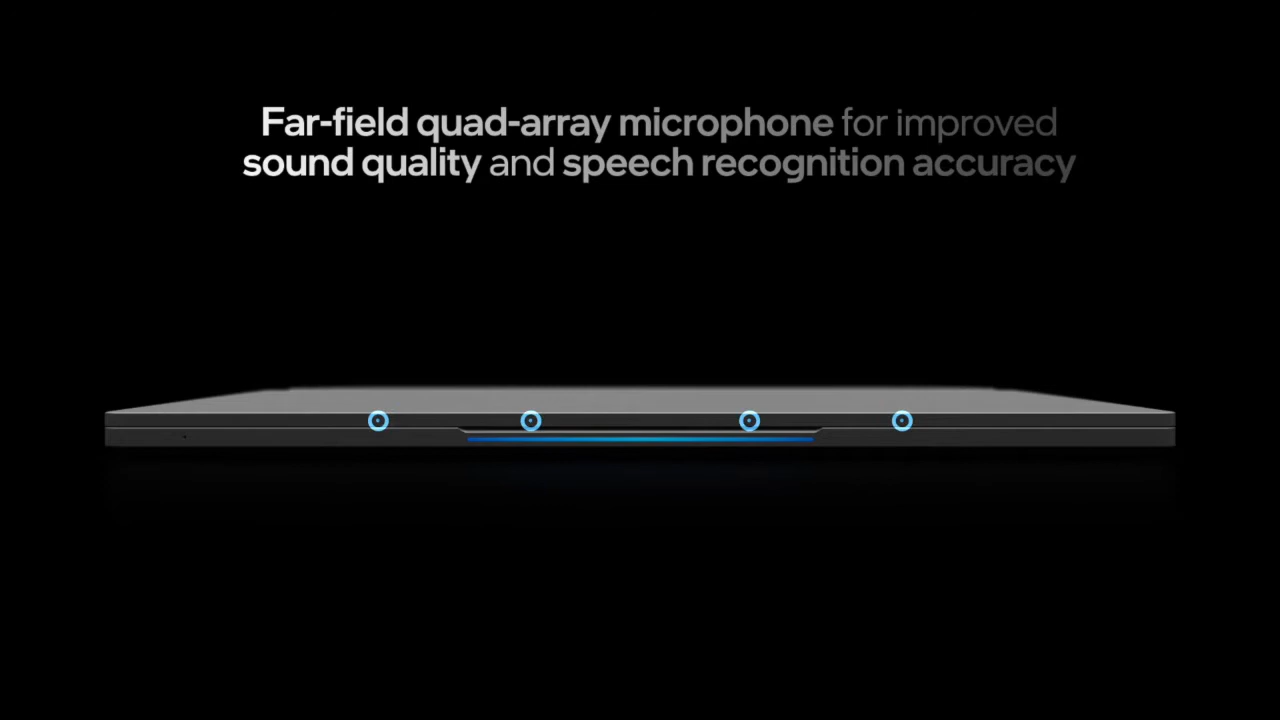 Far-field quad-array microphone for improved
sound quality and speech recognition accuracy